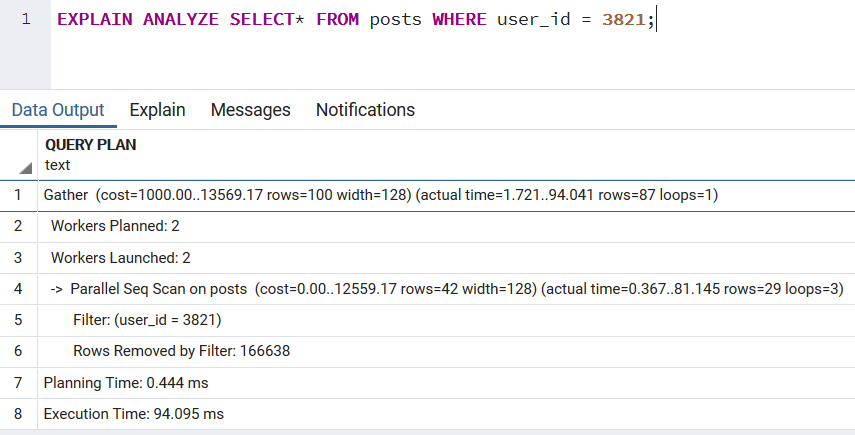 1 EXPLAIN ANALYZE SELECT* FROM posts WHERE user_id = 3821;
Data Output Explain Messages Notifications
QUERY PLAN
text
1 Gather (cost=1000.00..13569.17 rows=100 width=128) (actual time=1.721..94.041 rows=87 loops=1)
2 Workers Planned: 2
3 Workers Launched: 2
4 -> Parallel Seq Scan on posts (cost=0.00..12559.17 rows=42 width=128) (actual time=0.367..81.145 rows=29 loops=3)
5 Filter: (user_id = 3821)
6 Rows Removed by Filter: 166638
7 Planning Time: 0.444 ms
8 Execution Time: 94.095 ms